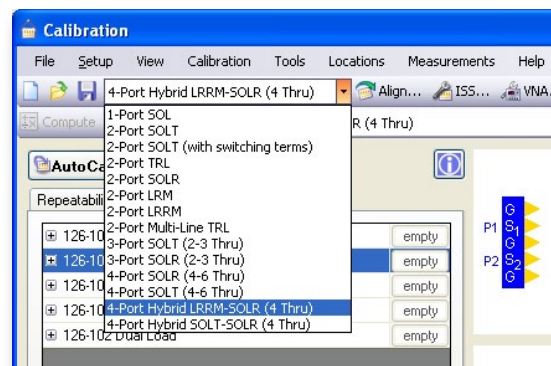 Calibration
File Setup View Calibration Tools Locations Measurements Help
4-Port Hybrid LRRM-SOLR (4 Thru) Align... ISS... VNA.
Compute R (4 Thru)
1-Port SOL
2-Port SOLT
2-Port SOLT (with switching terms)
2-Port TRL
2-Port SOLR
2-Port LRM
2-Port LRRM
2-Port Multi-Line TRL
3-Port SOLT (2-3 Thru)
3-Port SOLR (2-3 Thru)
4-Port SOLR (4-6 Thru)
4-Port SOLT (4-6 Thru)
4-Port Hybrid LRRM-SOLR (4 Thru)
4-Port Hybrid SOLT-SOLR (4 Thru)
AutoCa
Repeatabili
126-10 empty
126-10 empty
126-10 empty
126-10 empty
126-102 Dual Load empty
G
P1 S1
G
P2 S2
G